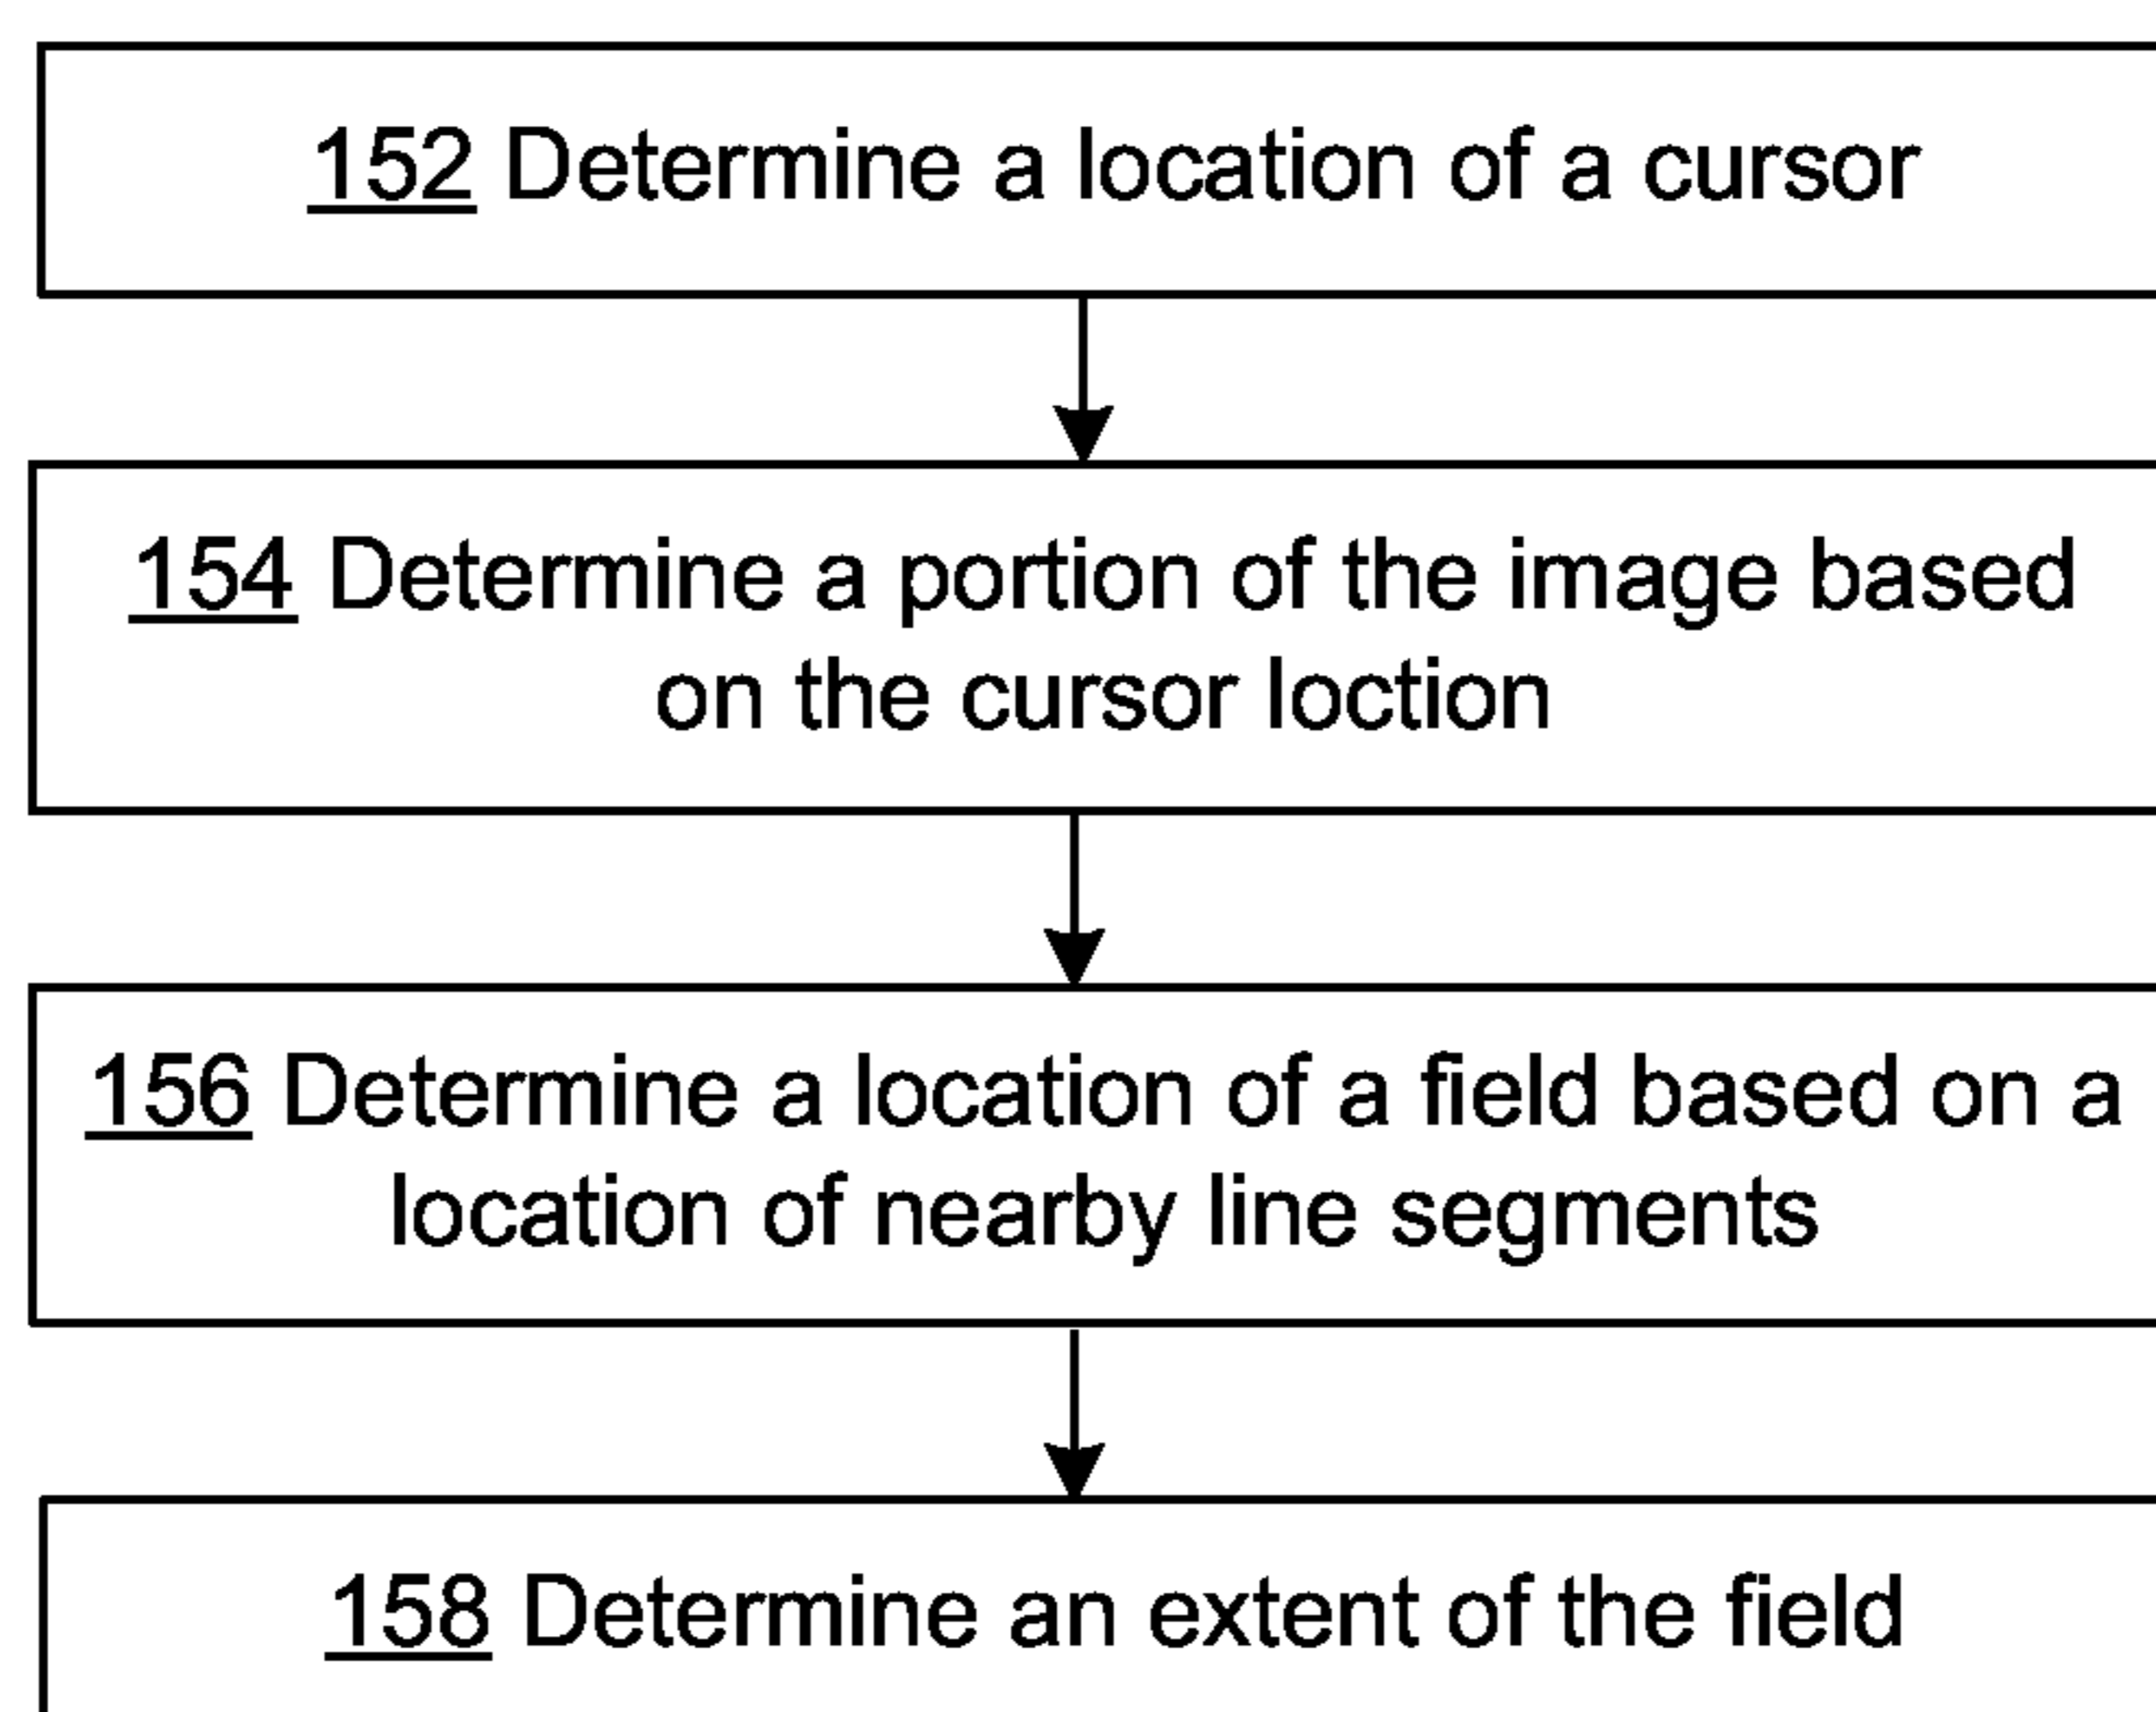 152 Determine a location of a cursor
154 Determine a portion of the image based
on the cursor loction
156 Determine a location of a field based on a
location of nearby line segments
158 Determine an extent of the field